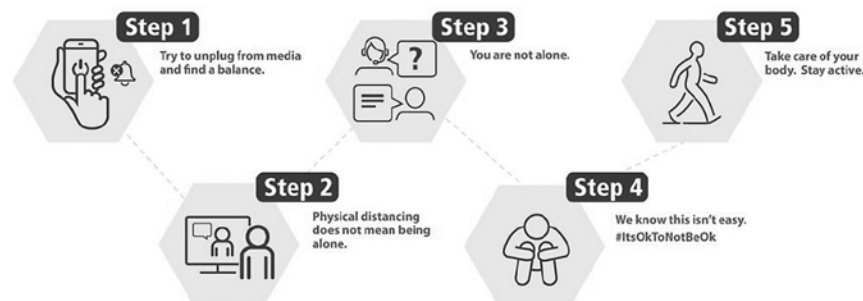 Step 1
Try to unplug from media
and find a balance.
Step 2
Physical distancing
does not mean being
alone.
Step 3
You are not alone.
?
Step 4
We know this isn't easy.
#ItsOkToNotBeOk
Step 5
Take care of your
body. Stay active.